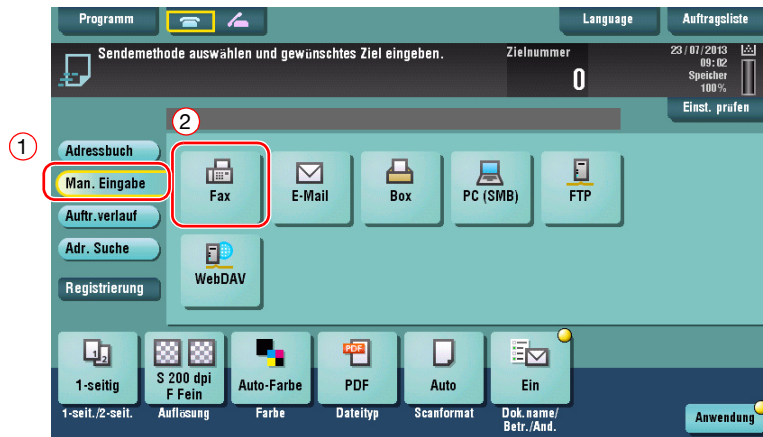 Programm
Language
Auftragsliste
Sendemethode auswählen und gewünschtes Ziel eingeben.
Zielnummer
0
23/07/2013
09:02
Speicher
100%
Einst. prüfen
1
2
Adressbuch
Man. Eingabe
Auftr.verlauf
Adr. Suche
Registrierung
Fax
E-Mail
Box
PC (SMB)
FTP
WebDAV
1 2
1-seitig
S 200 dpi
F Fein
Auto-Farbe
PDF
PDF
Auto
Ein
1-seit./2-seit.
Auflösung
Farbe
Dateityp
Scanformat
Dok.name/
Betr./And.
Anwendung